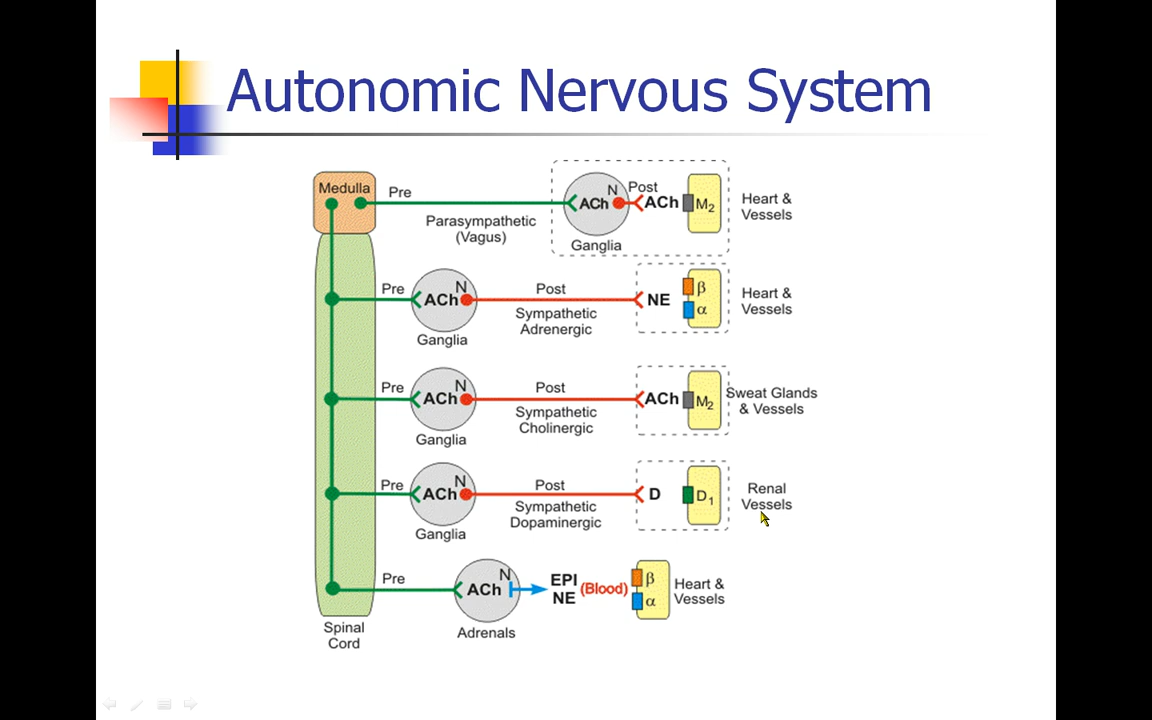 Autonomic Nervous System
Medulla
Pre
Parasympathetic
(Vagus)
N
ACh
Ganglia
Post
ACh
M2
Heart &
Vessels
Pre
N
ACh
Ganglia
Post
Sympathetic
Adrenergic
NE
β
α
Heart &
Vessels
Pre
N
ACh
Ganglia
Post
Sympathetic
Cholinergic
ACh
M2
Sweat Glands
& Vessels
Pre
N
ACh
Ganglia
Post
Sympathetic
Dopaminergic
D
D1
Renal
Vessels
Pre
N
ACh
Adrenals
EPI
NE
(Blood)
β
α
Heart &
Vessels
Spinal
Cord